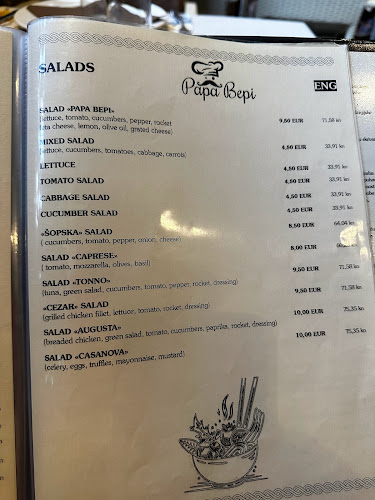 SALADS
Papa Bepi
ENG
SALAD «PAPA BEPI» 9,50 EUR 71,58 kn
(lettuce, tomato, cucumbers, pepper, rocket
feta cheese, lemon, olive oil, grated cheese)
MIXED SALAD 4,50 EUR 33,91 kn
(lettuce, cucumbers, tomatoes, cabbage, carrots)
LETTUCE 4,50 EUR 33,91 kn
TOMATO SALAD 4,50 EUR 33,91 kn
CABBAGE SALAD 4,50 EUR 33,91 kn
CUCUMBER SALAD 4,50 EUR 33,91 kn
«ŠOPSKA» SALAD 8,50 EUR 64,04 kn
( cucumbers, tomato, pepper, onion, cheese)
SALAD «CAPRESE» 8,00 EUR kn
( tomato, mozzarella, olives, basil)
SALAD «TONNO» 9,50 EUR 71,58 kn
(tuna, green salad, cucumbers, tomato, pepper, rocket, dressing)
«CEZAR» SALAD 9,50 EUR 71,58 kn
(grilled chicken fillet, lettuce, tomato, rocket, dressing)
SALAD «AUGUSTA» 10,00 EUR 75,35 kn
(breaded chicken, green salad, tomato, cucumbers, paprika, rocket, dressing)
SALAD «CASANOVA» 10,00 EUR 75,35 kn
(celery, eggs, truffles, mayonnaise, mustard)